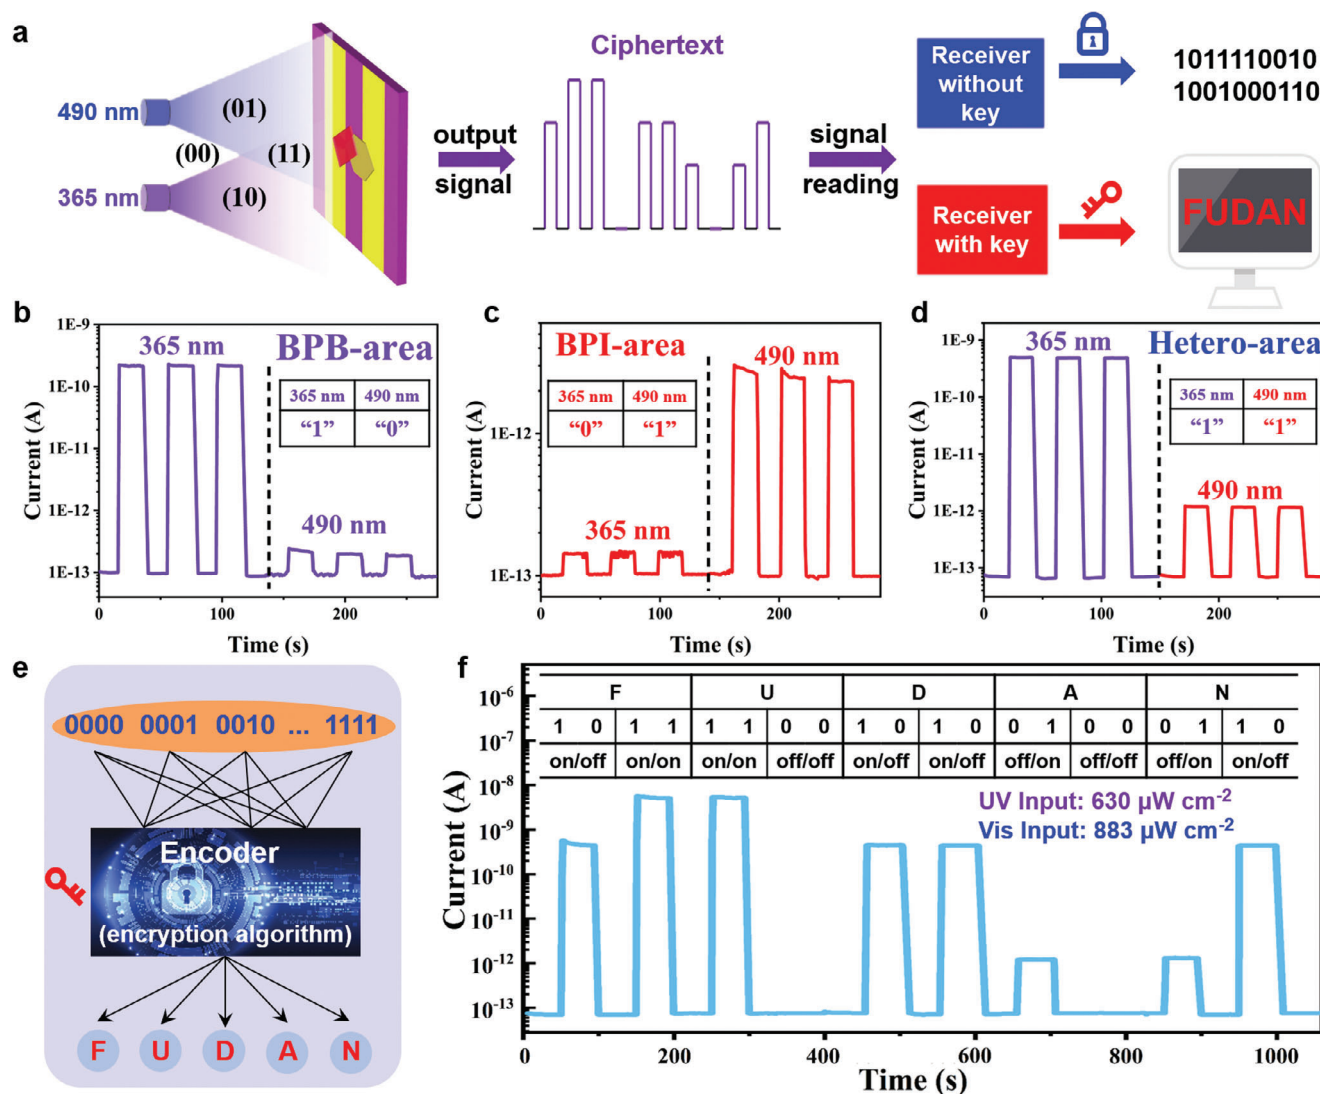 a
490 nm
(01)
(00)
(11)
365 nm
(10)
output
signal
Ciphertext
signal
reading
Receiver
without
key
1011110010
1001000110
Receiver
with key
FUDAN
b
1E-9
1E-10
1E-11
1E-12
1E-13
Current (A)
365 nm
BPB-area
365 nm 490 nm
“1” “0”
490 nm
0 100 200
Time (s)
c
1E-12
1E-13
Current (A)
BPI-area
490 nm
365 nm 490 nm
“0” “1”
365 nm
0 100 200
Time (s)
d
1E-9
1E-10
1E-11
1E-12
1E-13
Current (A)
365 nm
Hetero-area
365 nm 490 nm
“1” “1”
490 nm
0 100 200
Time (s)
e
0000 0001 0010 ... 1111
Encoder
(encryption algorithm)
F U D A N
f
10⁻⁶
10⁻⁷
10⁻⁸
10⁻⁹
10⁻¹⁰
10⁻¹¹
10⁻¹²
10⁻¹³
Current (A)
F U D A N
1 0 1 1 1 1 0 0 1 0 1 0 0 1 0 0 0 1 1 0
on/off on/on on/on off/off on/off on/off off/on off/off off/on on/off
UV Input: 630 µW cm⁻²
Vis Input: 883 µW cm⁻²
0 200 400 600 800 1000
Time (s)